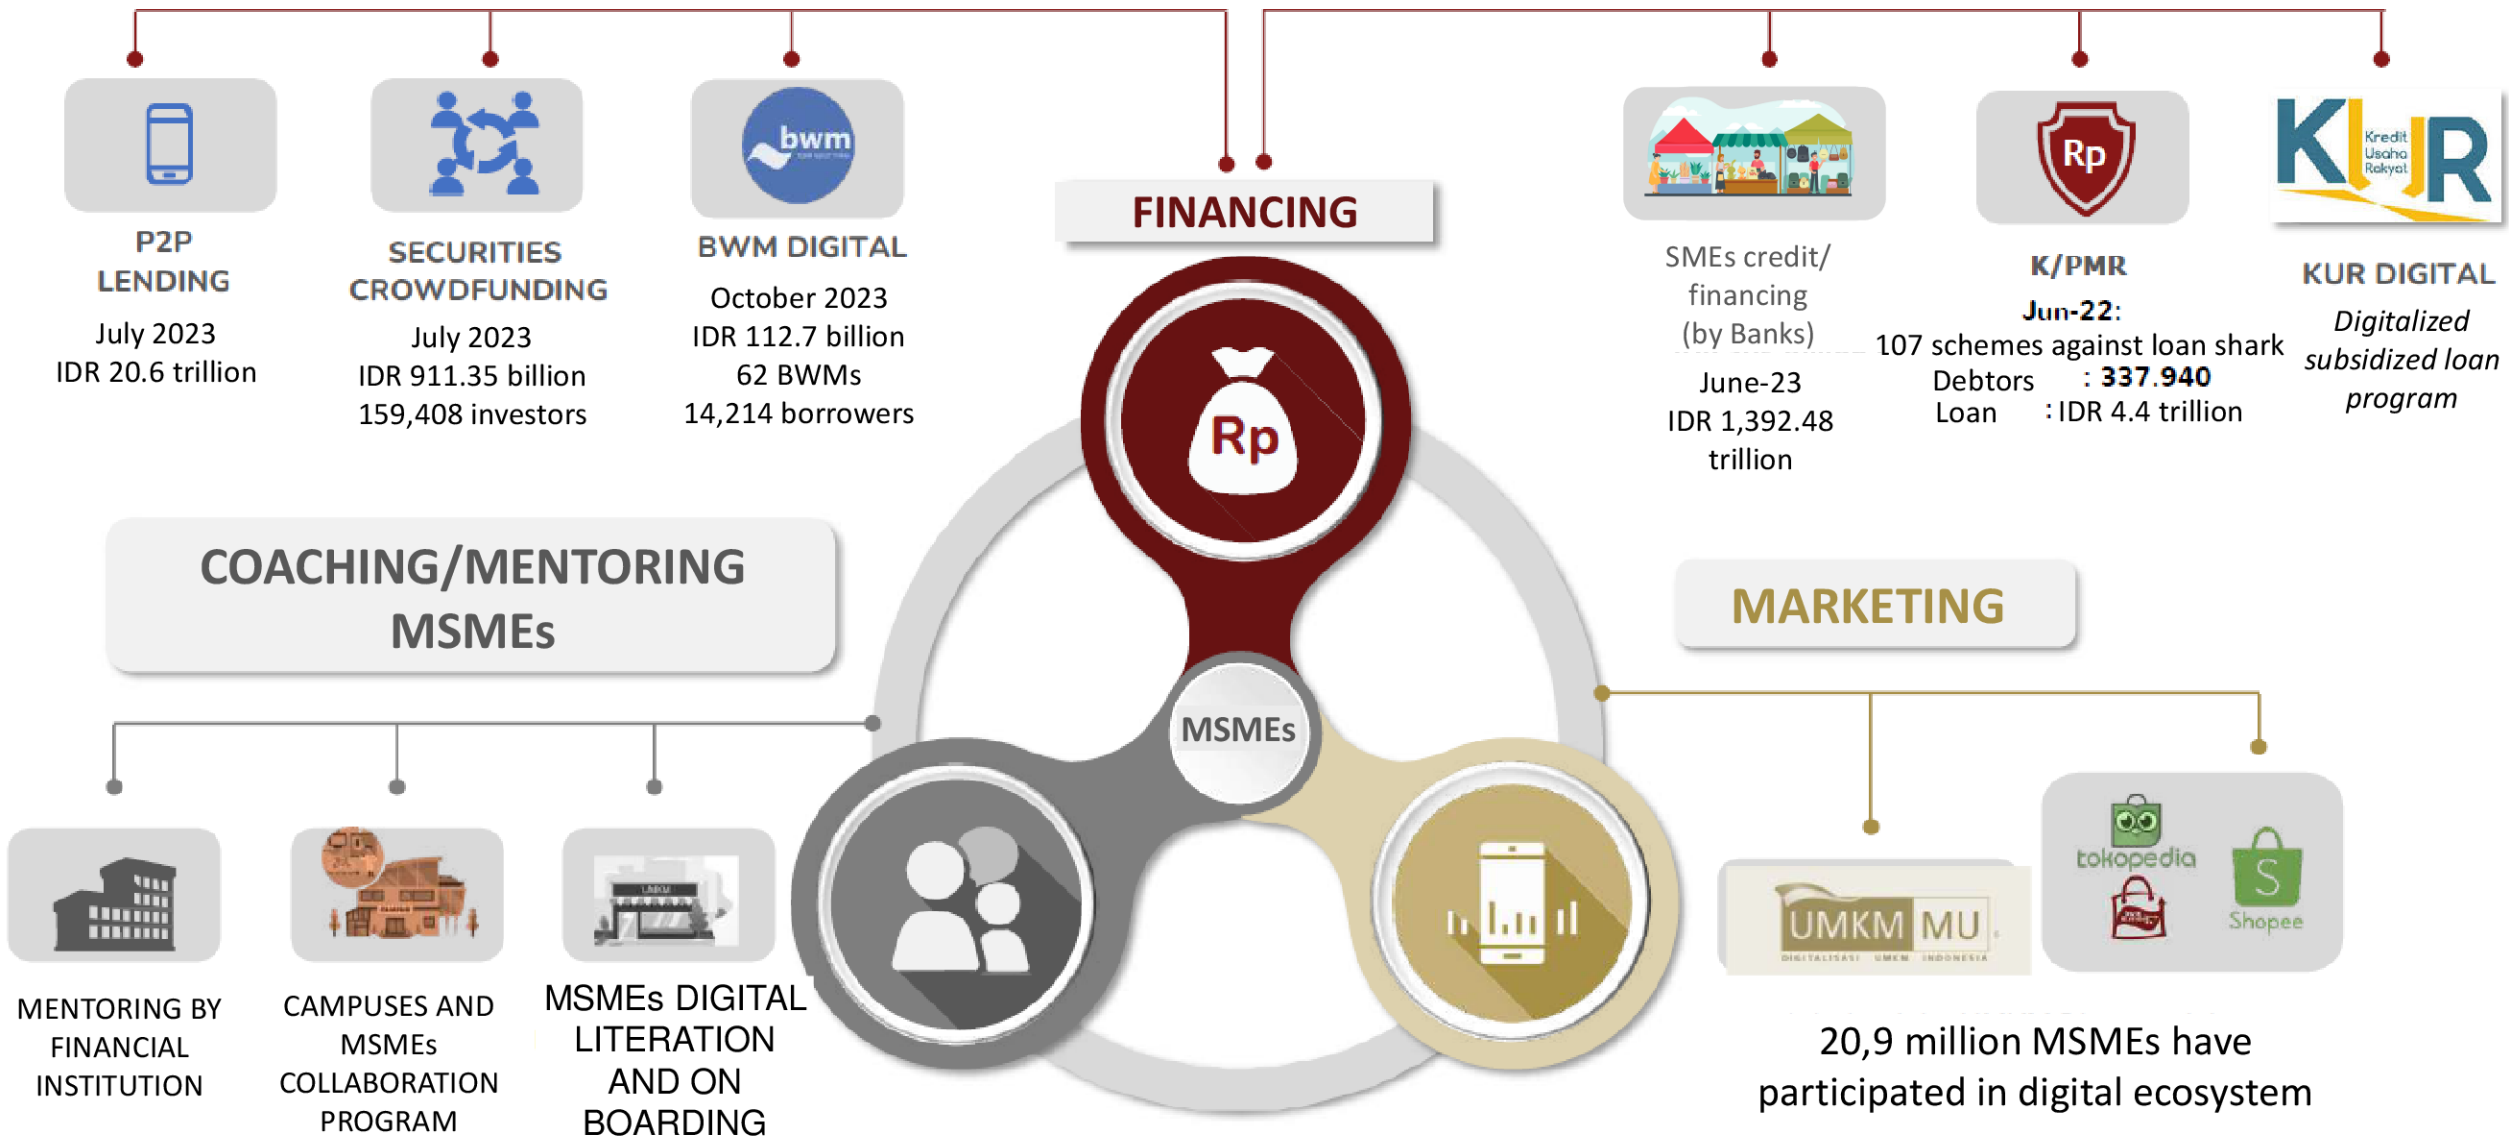 FINANCING
bwm
P2P
LENDING
July 2023
IDR 20.6 trillion
SECURITIES
CROWDFUNDING
July 2023
IDR 911.35 billion
159,408 investors
BWM DIGITAL
October 2023
IDR 112.7 billion
62 BWMs
14,214 borrowers
SMEs credit/
financing
(by Banks)
June-23
IDR 1,392.48
trillion
Rp
K/PMR
Jun-22:
107 schemes against loan shark
Debtors : 337.940
Loan : IDR 4.4 trillion
KUR
Kredit
Usaha
Rakyat
KUR DIGITAL
Digitalized
subsidized loan
program
Rp
COACHING/MENTORING
MSMEs
MARKETING
MSMEs
MENTORING BY
FINANCIAL
INSTITUTION
CAMPUSES AND
MSMEs
COLLABORATION
PROGRAM
UMKM
MSMEs DIGITAL
LITERATION
AND ON
BOARDING
UMKM MU
DIGITALISASI UMKM INDONESIA
tokopedia
S
Shopee
20,9 million MSMEs have
participated in digital ecosystem